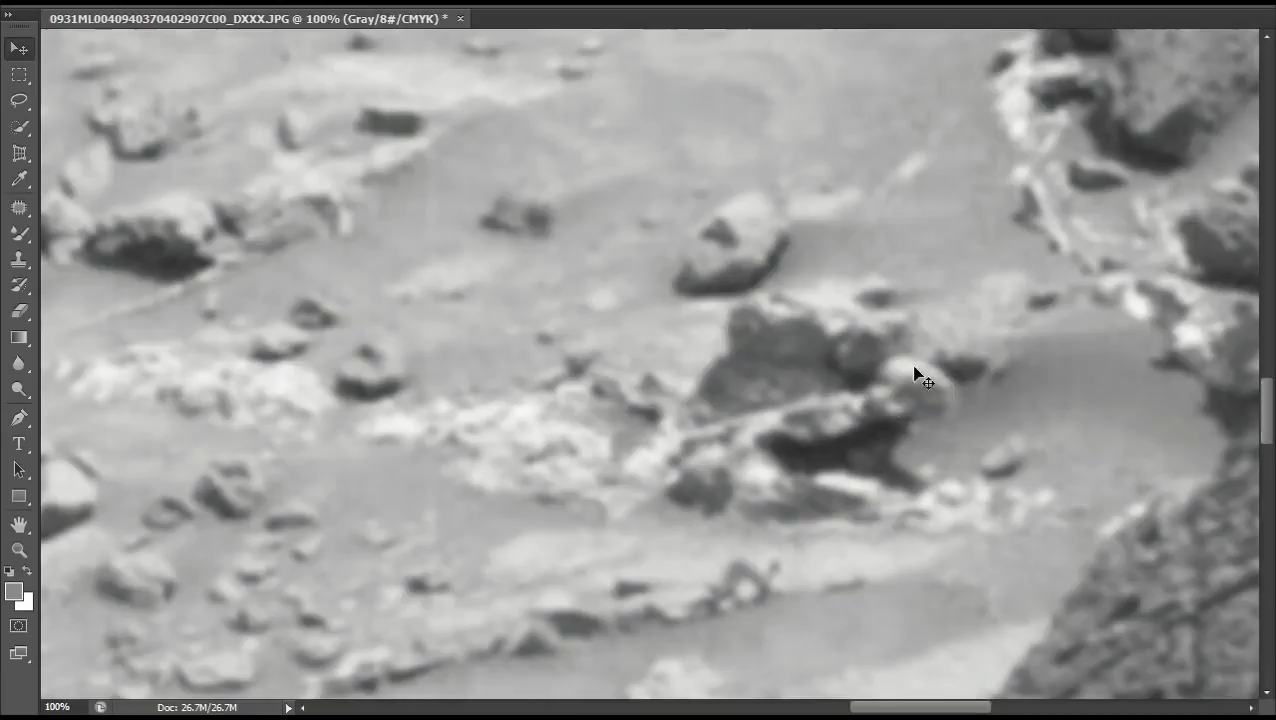 0931ML0040940370402907C00_DXXX.JPG @ 100% (Gray/8#/CMYK) * ×
T
100%
Doc: 26.7M/26.7M